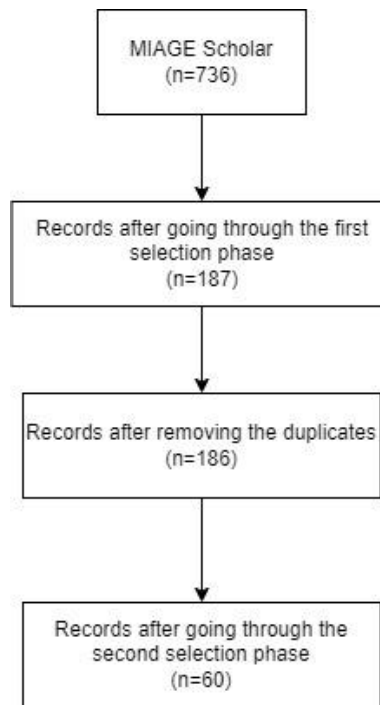 MIAGE Scholar
(n=736)
Records after going through the first
selection phase
(n=187)
Records after removing the duplicates
(n=186)
Records after going through the
second selection phase
(n=60)